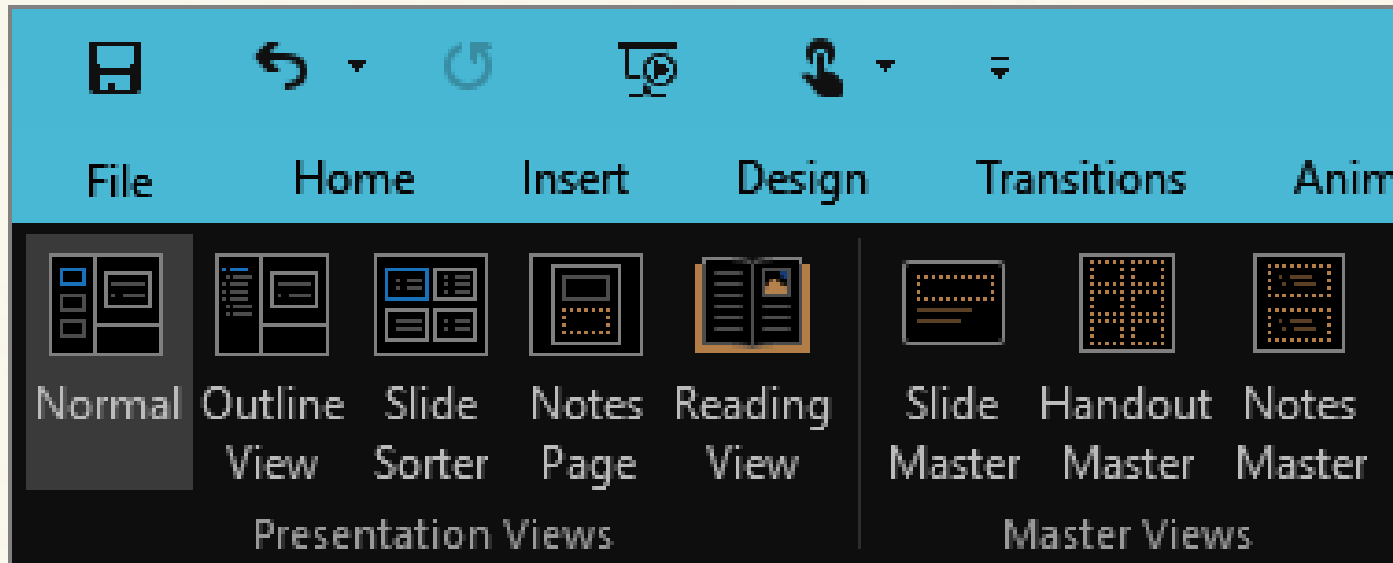 File Home Insert Design Transitions Anim
Normal Outline Slide Notes Reading Slide Handout Notes
View Sorter Page View Master Master Master
Presentation Views Master Views